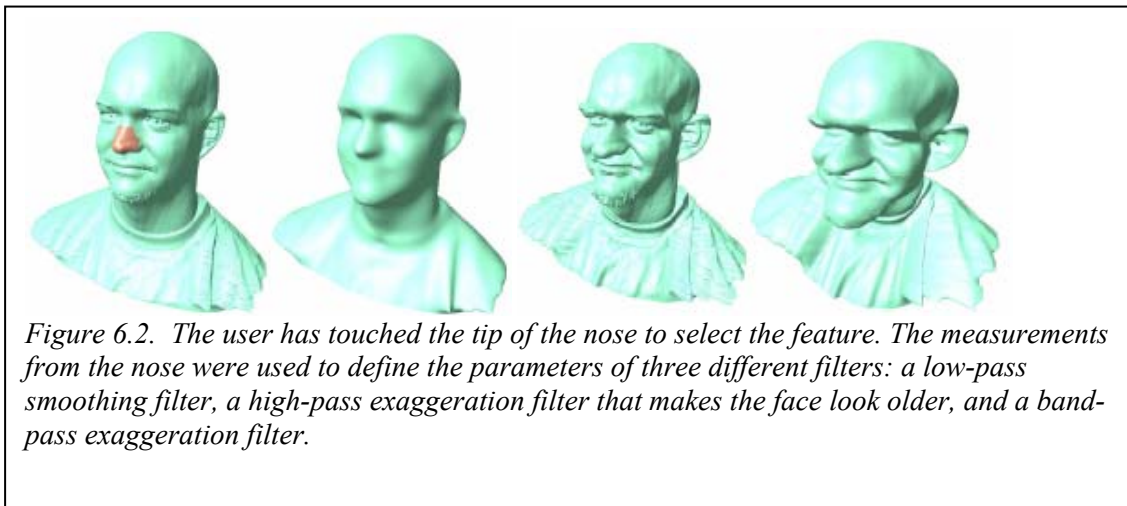 Figure 6.2. The user has touched the tip of the nose to select the feature. The measurements
from the nose were used to define the parameters of three different filters: a low-pass
smoothing filter, a high-pass exaggeration filter that makes the face look older, and a band-
pass exaggeration filter.